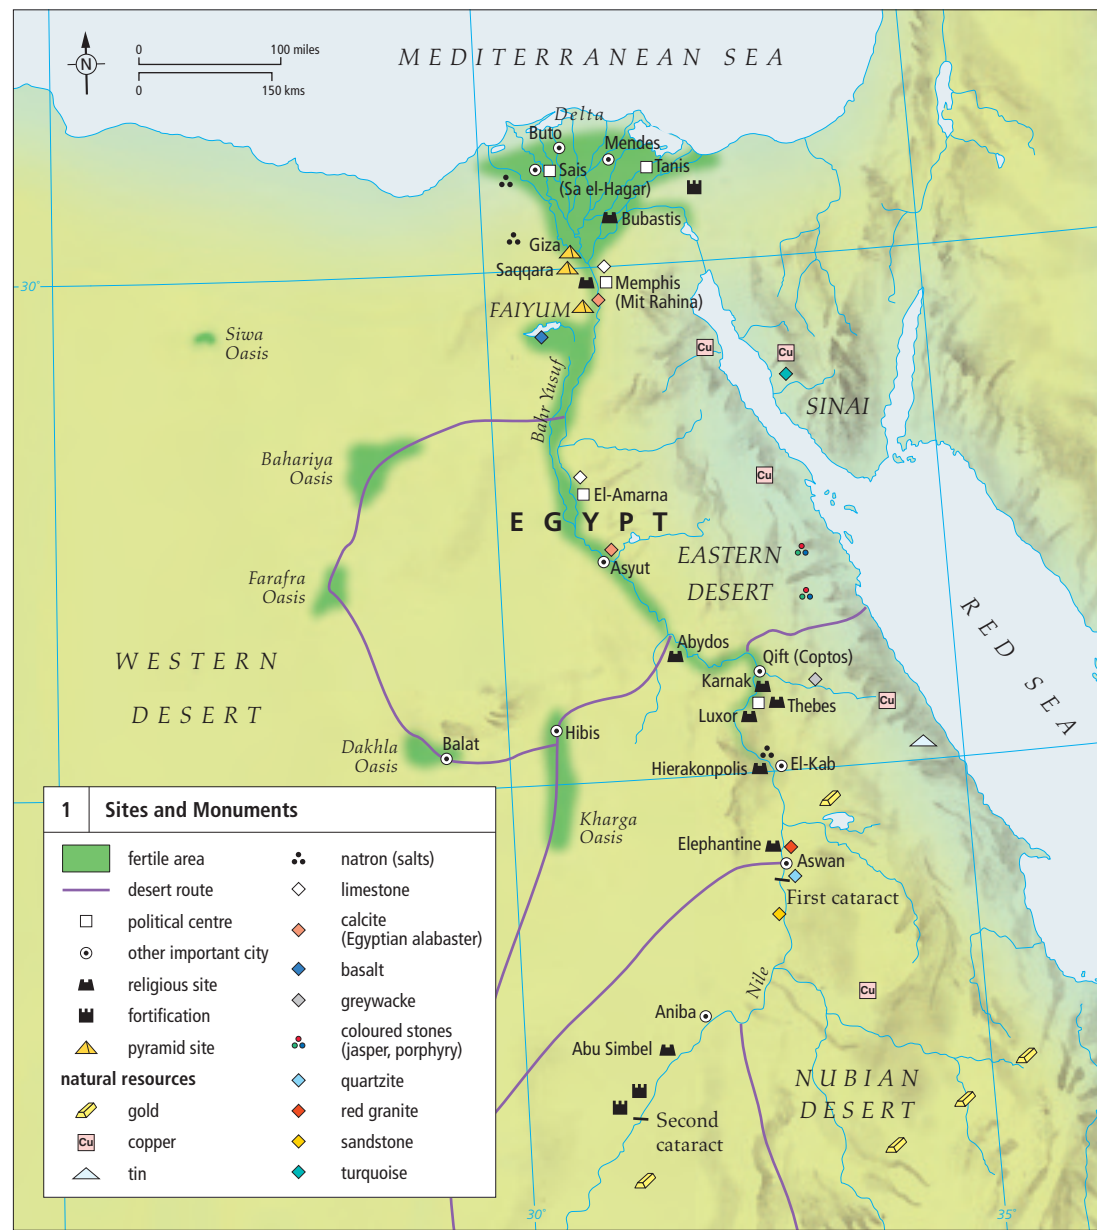 N
0 100 miles
0 150 kms
MEDITERRANEAN SEA
Delta
Buto
Mendes
Sais
(Sa el-Hagar)
Tanis
Bubastis
Giza
Saqqara
30°
Memphis
(Mit Rahina)
FAIYUM
Siwa
Oasis
Cu
Cu
Bahr Yusuf
SINAI
Bahariya
Oasis
Cu
El-Amarna
EGYPT
EASTERN
DESERT
Asyut
Farafra
Oasis
RED SEA
WESTERN
DESERT
Abydos
Qift (Coptos)
Karnak
Cu
Thebes
Luxor
Hibis
Dakhla
Oasis
Balat
El-Kab
Hierakonpolis
Kharga
Oasis
Elephantine
Aswan
First cataract
Nile
Cu
Aniba
Abu Simbel
NUBIAN
DESERT
Second
cataract
30°
35°
1 Sites and Monuments
fertile area
desert route
political centre
other important city
religious site
fortification
pyramid site
natural resources
gold
Cu copper
tin
natron (salts)
limestone
calcite
(Egyptian alabaster)
basalt
greywacke
coloured stones
(jasper, porphyry)
quartzite
red granite
sandstone
turquoise